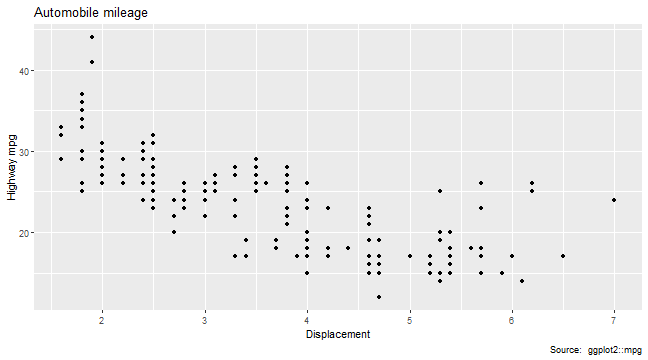 Automobile mileage
Highway mpg
40
30
20
2 3 4 5 6 7
Displacement
Source: ggplot2::mpg